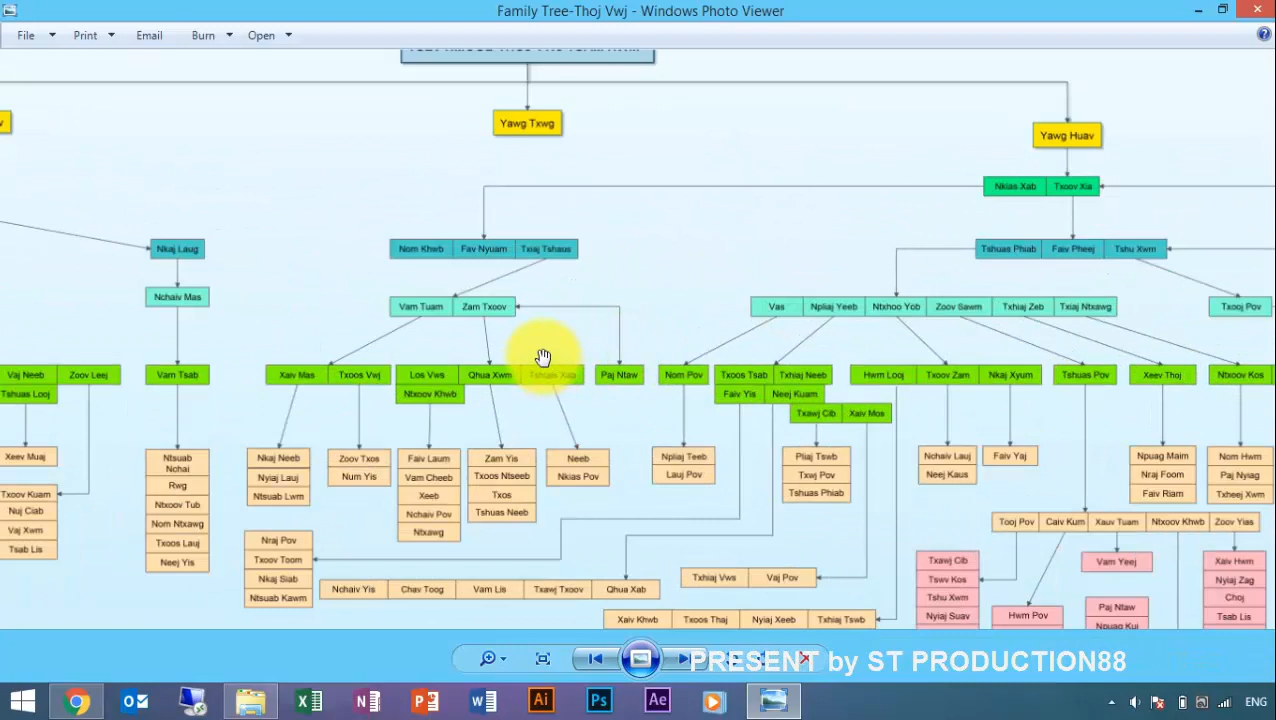 Family Tree-Thoj Vwj - Windows Photo Viewer
File Print Email Burn Open
Yawg Txwg
Yawg Huav
Nkias Xab Txoov Xia
Nkaj Laug Nom Khwb Fav Nyuam Txiaj Tshaus Tshuas Phiab Faiv Pheej Tshu Xwm
Nchaiv Mas Vam Tuam Zam Txoov Vas Npliaj Yeeb Ntxhoo Yob Zoov Sawm Txhiaj Zeb Txiaj Ntxawg Txooj Pov
Vaj Neeb Zoov Leej Vam Tsab Xaiv Mas Txoos Vwj Los Vws Qhua Xwm Tshuas Xab Paj Ntaw Nom Pov Txoos Tsab Txhiaj Neeb Hwm Looj Txoov Zam Nkaj Xyum Tshuas Pov Xeev Thoj Ntxoov Kos
Tshuas Looj Ntxoov Khwb Faiv Yis Neej Kuam
Txawj Cib Xaiv Mos
Xeev Muaj Ntsuab Nchai Nkaj Neeb Zoov Txos Faiv Laum Zam Yis Neeb Npliaj Teeb Pliaj Tswb Nchaiv Lauj Faiv Yaj Npuag Maim Nom Hwm
Nyiaj Lauj Num Yis Vam Cheeb Txoos Ntseeb Nkias Pov Lauj Pov Txwj Pov Neej Kaus Nraj Foom Paj Nyiag
Txoov Kuam Rwg Ntsuab Lwm Xeeb Txos Tshuas Phiab Faiv Riam Txheej Xwm
Nuj Ciab Ntxoov Tub Nchaiv Pov Tshuas Neeb
Vaj Xwm Nom Ntxawg Ntxawg Tooj Pov Caiv Kum Xauv Tuam Ntxoov Khwb Zoov Yias
Tsab Lis Txoos Lauj Nraj Pov
Neej Yis Txoov Toom Txawj Cib Vam Yeej Xaiv Hwm
Nkaj Siab Txhiaj Vws Vaj Pov Tswv Kos Nyiaj Zag
Ntsuab Kawm Nchaiv Yis Chav Toog Vam Lis Txawj Txoov Qhua Xab Tshu Xwm Paj Ntaw Choj
Xaiv Khwb Txoos Thaj Nyiaj Xeeb Txhiaj Tswb Nyiaj Suav Hwm Pov Npuag Kui Tsab Lis
PRESENT by ST PRODUCTION88
ENG